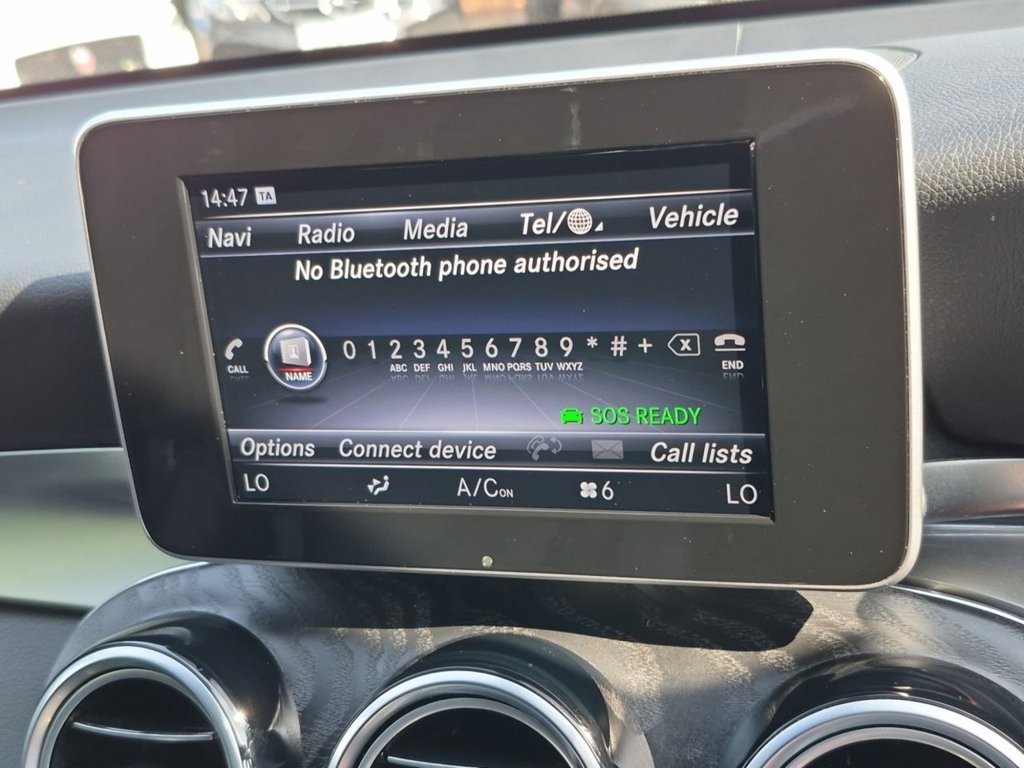 14:47 TA
Navi Radio Media Tel/ Vehicle
No Bluetooth phone authorised
0 1 2 3 4 5 6 7 8 9 * # +
CALL NAME ABC DEF GHI JKL MNO PQRS TUV WXYZ END
SOS READY
Options Connect device Call lists
LO A/C ON 6 LO